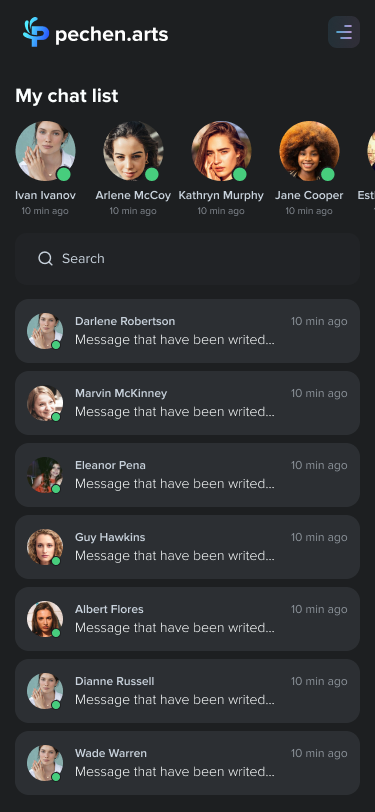 pechen.arts
My chat list
Ivan Ivanov Arlene McCoy Kathryn Murphy Jane Cooper
10 min ago 10 min ago 10 min ago 10 min ago
Search
Darlene Robertson 10 min ago
Message that have been writed...
Marvin McKinney 10 min ago
Message that have been writed...
Eleanor Pena 10 min ago
Message that have been writed...
Guy Hawkins 10 min ago
Message that have been writed...
Albert Flores 10 min ago
Message that have been writed...
Dianne Russell 10 min ago
Message that have been writed...
Wade Warren 10 min ago
Message that have been writed...